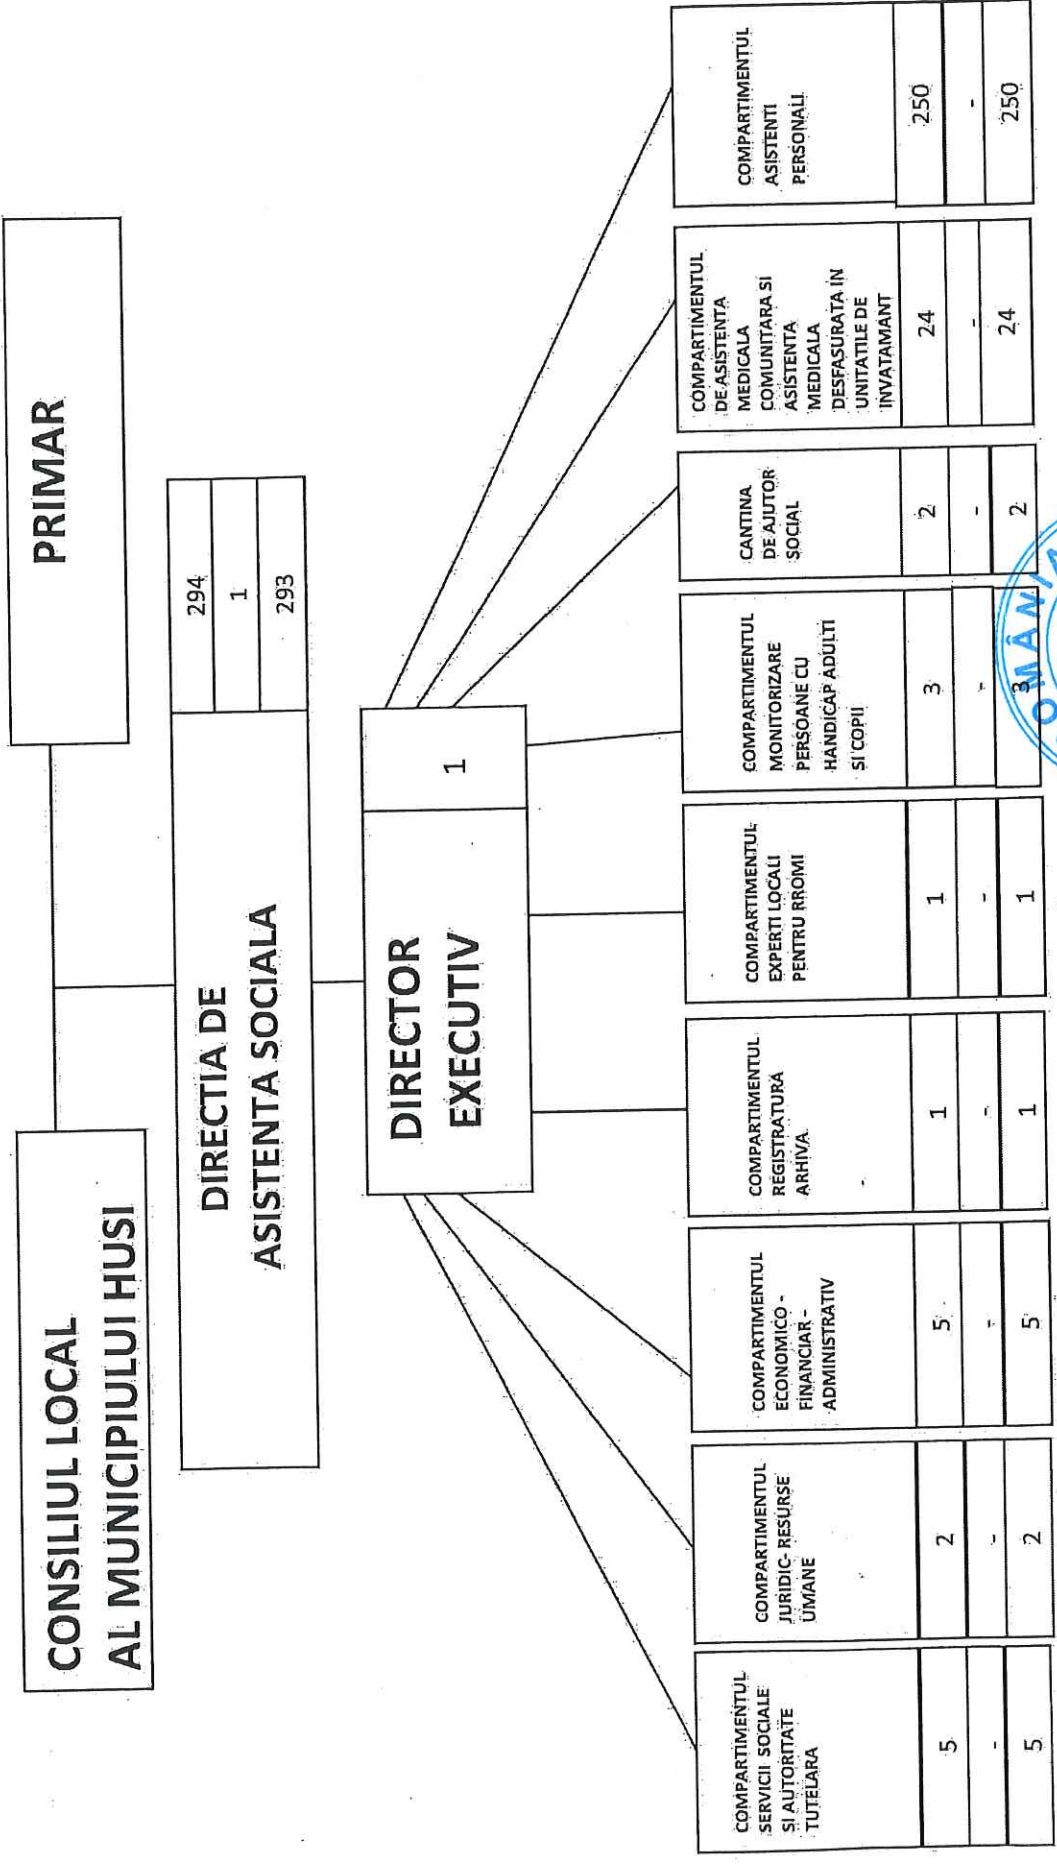 CONSILIUL LOCAL
AL MUNICIPIULUI HUSI
PRIMAR
DIRECTIA DE
ASISTENTA SOCIALA
294
1
293
DIRECTOR
EXECUTIV
1
COMPARTIMENTUL
SERVICII SOCIALE
SI AUTORITATE
TUTELARA
5
-
5
COMPARTIMENTUL
JURIDIC- RESURSE
UMANE
2
-
2
COMPARTIMENTUL
ECONOMICO -
FINANCIAR -
ADMINISTRATIV
5
-
5
COMPARTIMENTUL
REGISTRATURA
ARHIVA
1
-
1
COMPARTIMENTUL
EXPERTI LOCALI
PENTRU RROMI
1
-
1
COMPARTIMENTUL
MONITORIZARE
PERSOANE CU
HANDICAP ADULTI
SI COPII
3
-
3
CANTINA
DE AJUTOR
SOCIAL
2
-
2
COMPARTIMENTUL
DE ASISTENTA
MEDICALA
COMUNITARA SI
ASISTENTA
MEDICALA
DESFASURATA IN
UNITATILE DE
INVATAMANT
24
-
24
COMPARTIMENTUL
ASISTENTI
PERSONALI
250
-
250